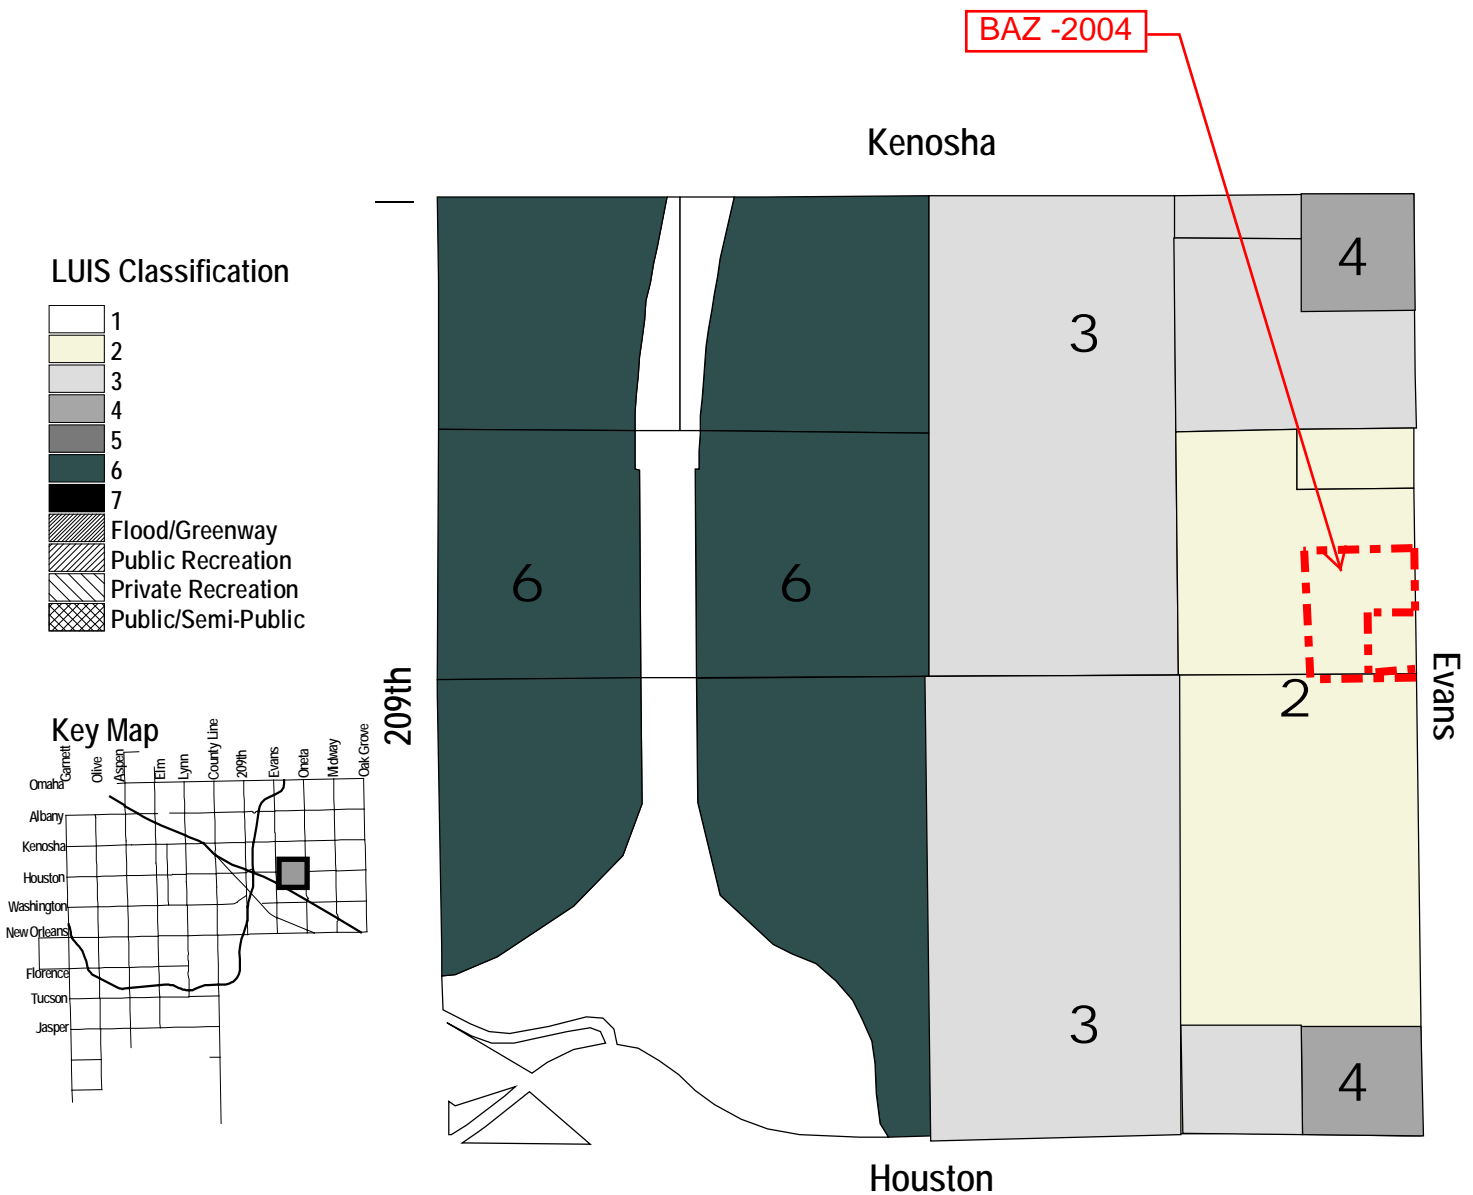 BAZ -2004
Kenosha
LUIS Classification
1
2
3
4
5
6
7
Flood/Greenway
Public Recreation
Private Recreation
Public/Semi-Public
4
3
6
6
2
3
4
209th
Evans
Houston
Key Map
Garnett
Olive
Aspen
Elm
Lynn
County Line
209th
Evans
Oneta
Midway
Oak Grove
Omaha
Albany
Kenosha
Houston
Washington
New Orleans
Florence
Tucson
Jasper